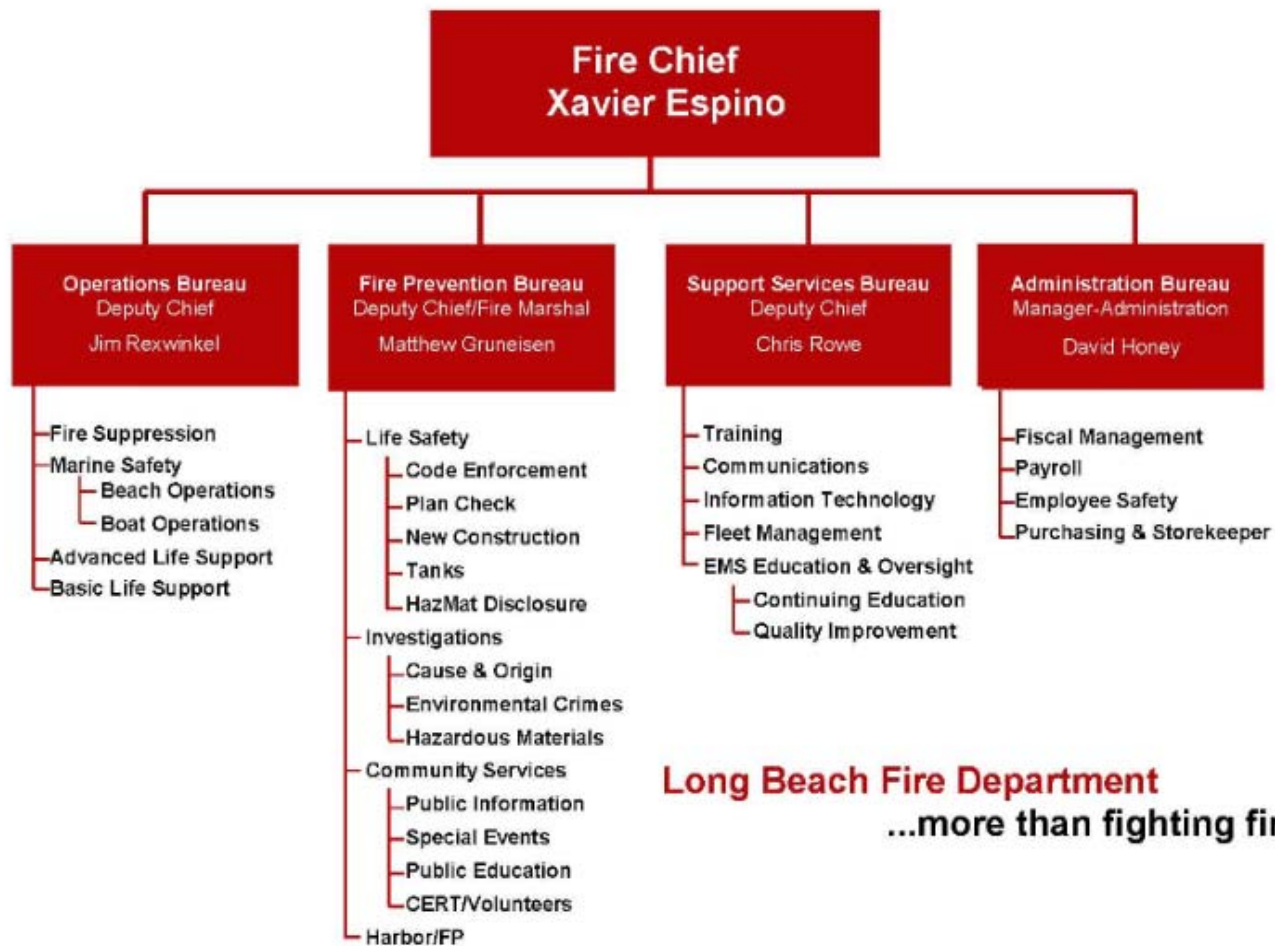 Fire Chief
Xavier Espino
Operations Bureau
Deputy Chief
Jim Rexwinkel
Fire Suppression
Marine Safety
Beach Operations
Boat Operations
Advanced Life Support
Basic Life Support
Fire Prevention Bureau
Deputy Chief/Fire Marshal
Matthew Gruneisen
Life Safety
Code Enforcement
Plan Check
New Construction
Tanks
HazMat Disclosure
Investigations
Cause & Origin
Environmental Crimes
Hazardous Materials
Community Services
Public Information
Special Events
Public Education
CERT/Volunteers
Harbor/FP
Support Services Bureau
Deputy Chief
Chris Rowe
Training
Communications
Information Technology
Fleet Management
EMS Education & Oversight
Continuing Education
Quality Improvement
Administration Bureau
Manager-Administration
David Honey
Fiscal Management
Payroll
Employee Safety
Purchasing & Storekeeper
Long Beach Fire Department
...more than fighting